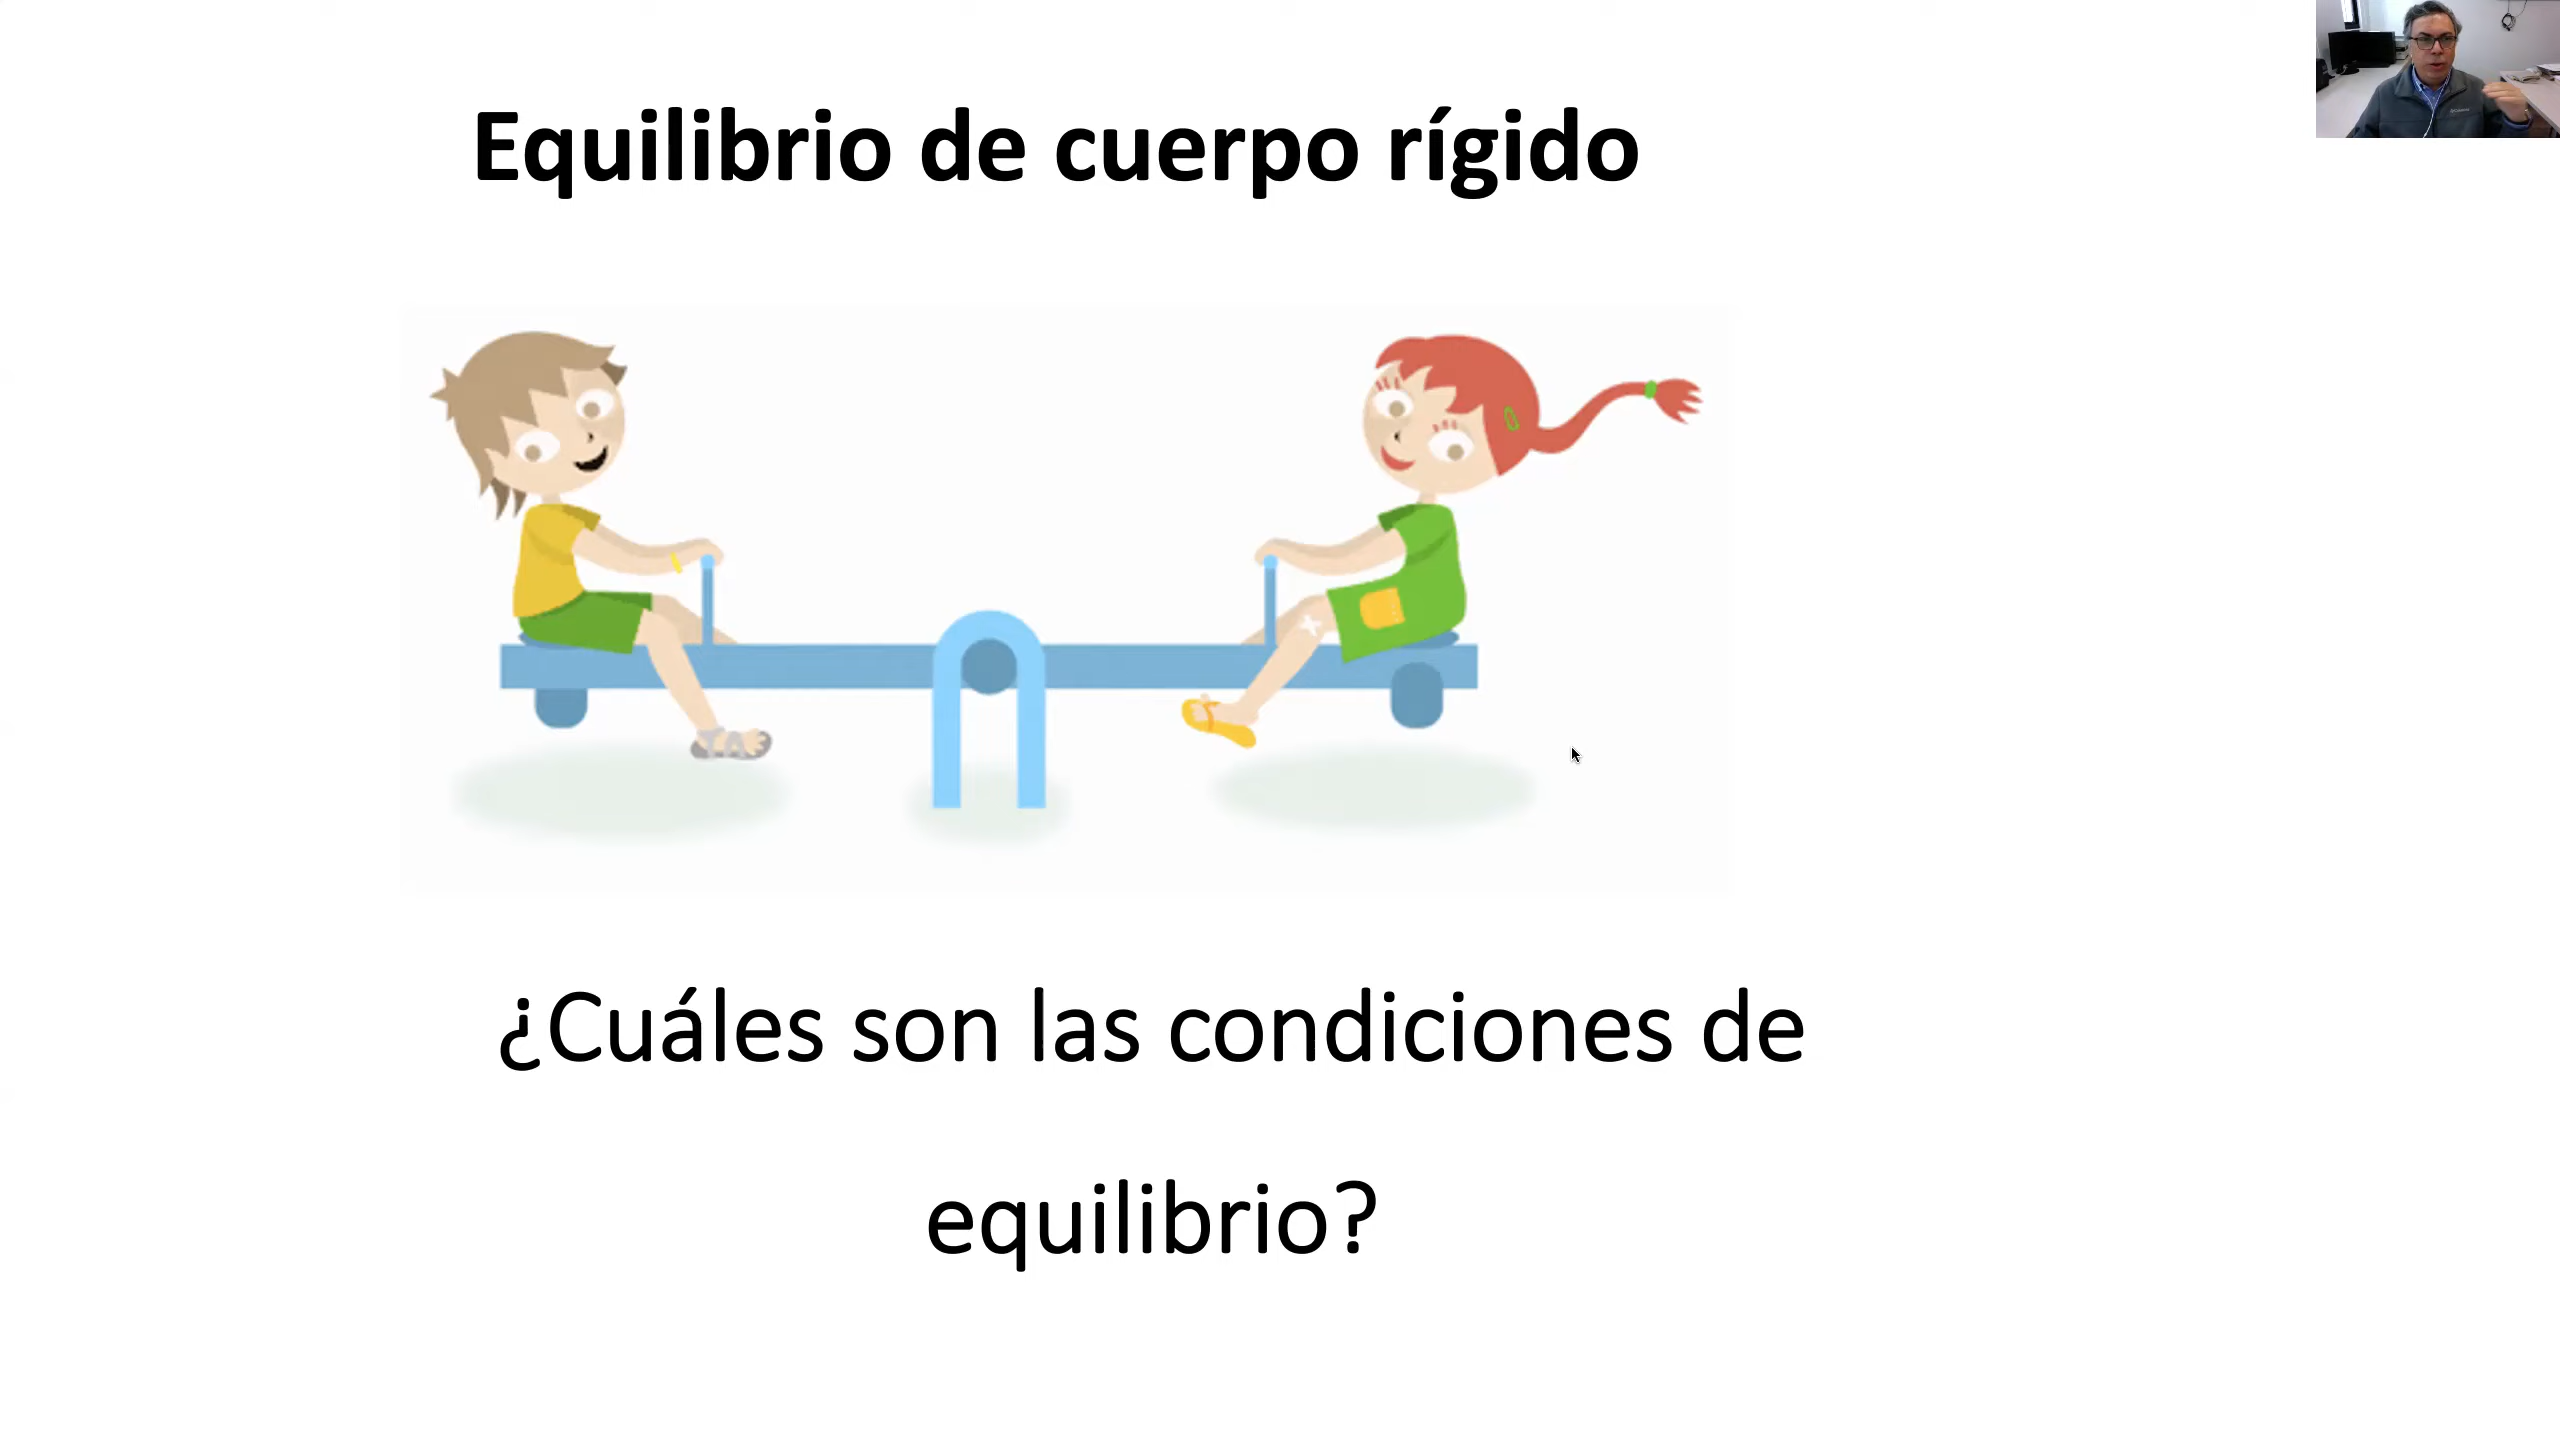 Equilibrio de cuerpo rígido
¿Cuáles son las condiciones de
equilibrio?